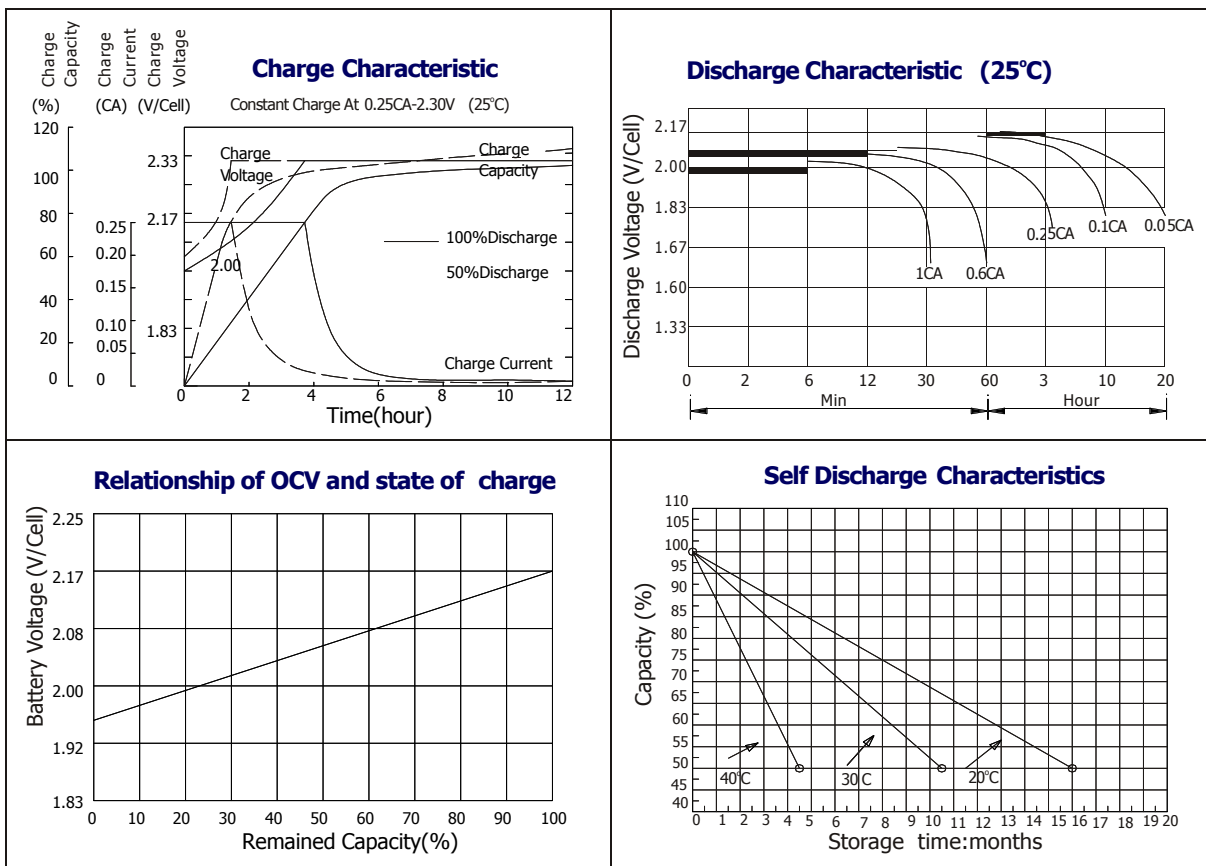 Charge Capacity
Charge Current
Charge Voltage
(%) (CA) (V/Cell)
Charge Characteristic
Constant Charge At 0.25CA-2.30V (25°C)
120
100
80
60
40
20
0
0.25
0.20
0.15
0.10
0.05
0
2.33
2.17
2.00
1.83
Charge Voltage
Charge Capacity
100%Discharge
50%Discharge
Charge Current
0 2 4 6 8 10 12
Time(hour)
Discharge Characteristic (25°C)
Discharge Voltage (V/Cell)
2.17
2.00
1.83
1.67
1.60
1.33
1CA
0.6CA
0.25CA
0.1CA
0.05CA
0 2 6 12 30 60 3 10 20
Min Hour
Relationship of OCV and state of charge
Battery Voltage (V/Cell)
2.25
2.17
2.08
2.00
1.92
1.83
0 10 20 30 40 50 60 70 80 90 100
Remained Capacity(%)
Self Discharge Characteristics
Capacity (%)
110
105
100
95
90
85
80
75
70
65
60
55
50
45
40
40°C
30 C
20°C
0 1 2 3 4 5 6 7 8 9 10 11 12 13 14 15 16 17 18 19 20
Storage time:months